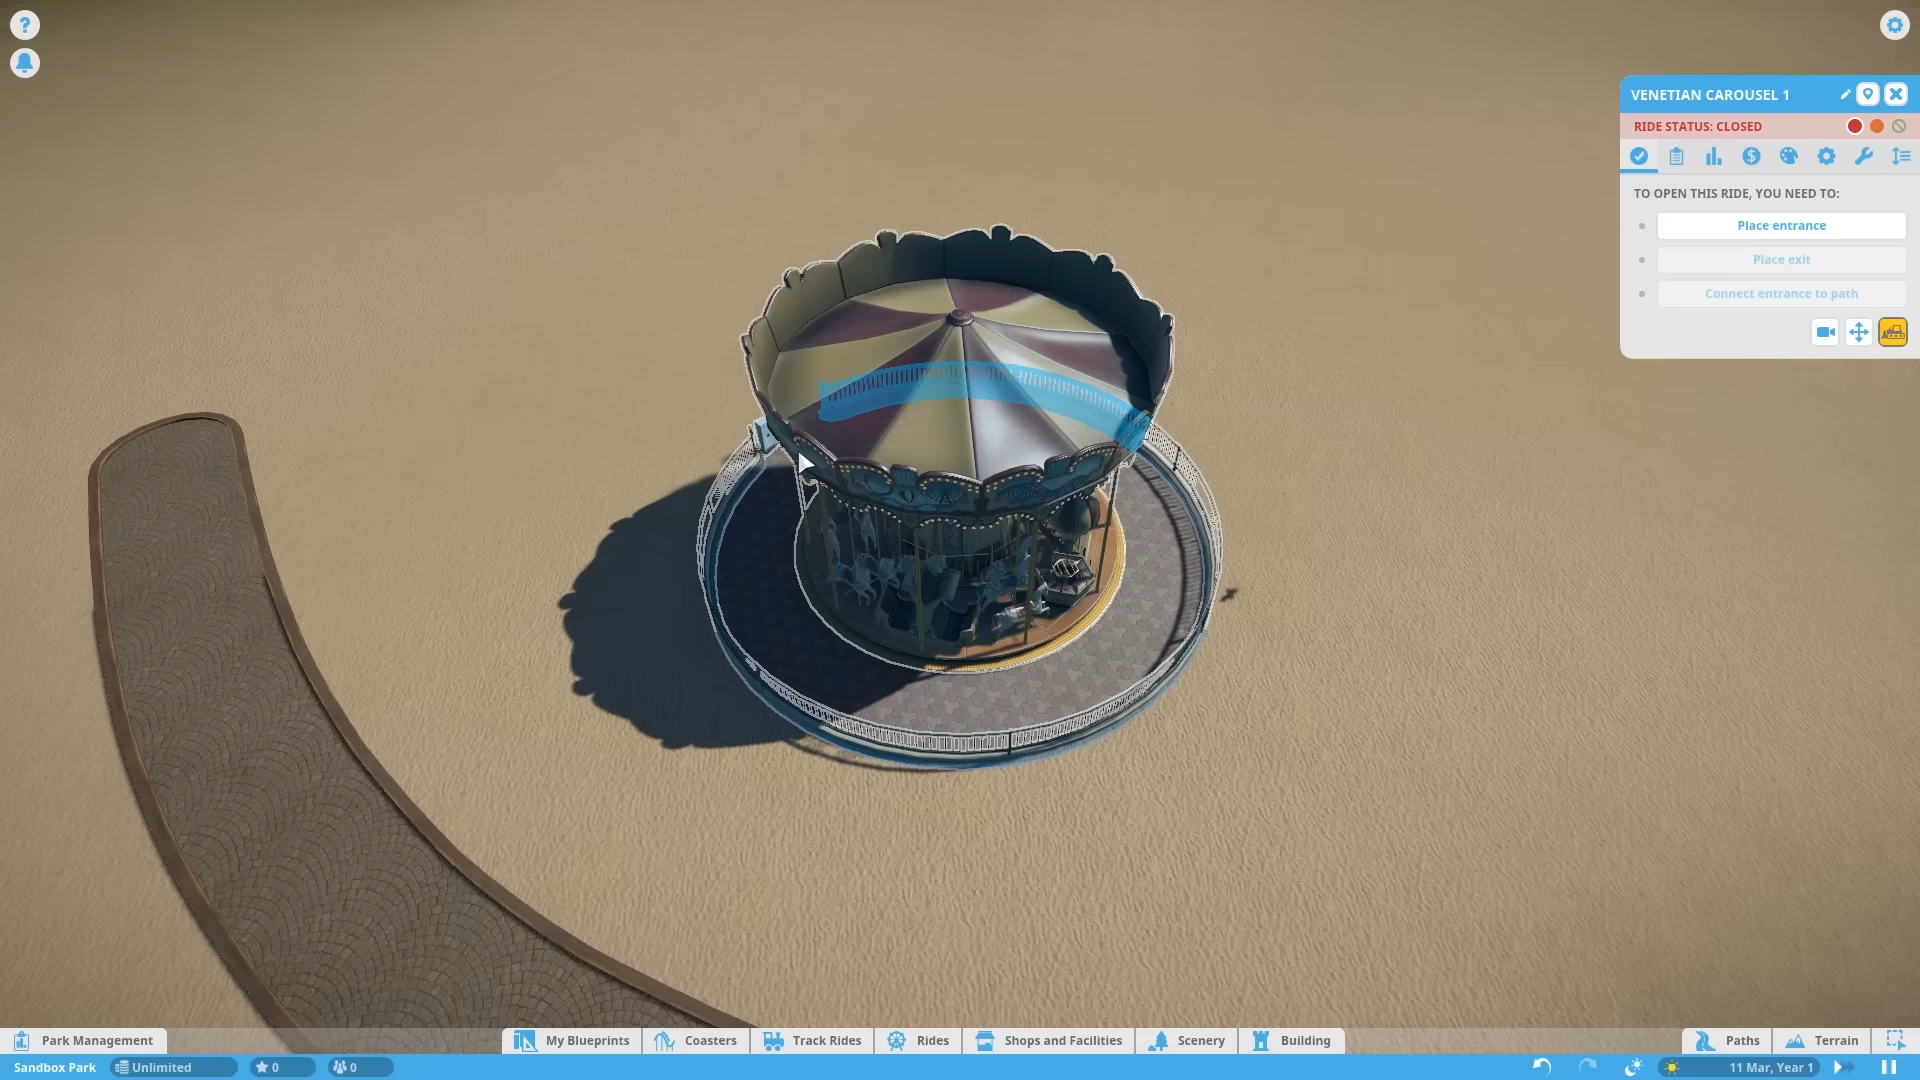 ?
VENETIAN CAROUSEL 1
RIDE STATUS: CLOSED
TO OPEN THIS RIDE, YOU NEED TO:
Place entrance
Place exit
Connect entrance to path
Park Management
My Blueprints
Coasters
Track Rides
Rides
Shops and Facilities
Scenery
Building
Paths
Terrain
Sandbox Park
Unlimited
0
0
11 Mar, Year 1